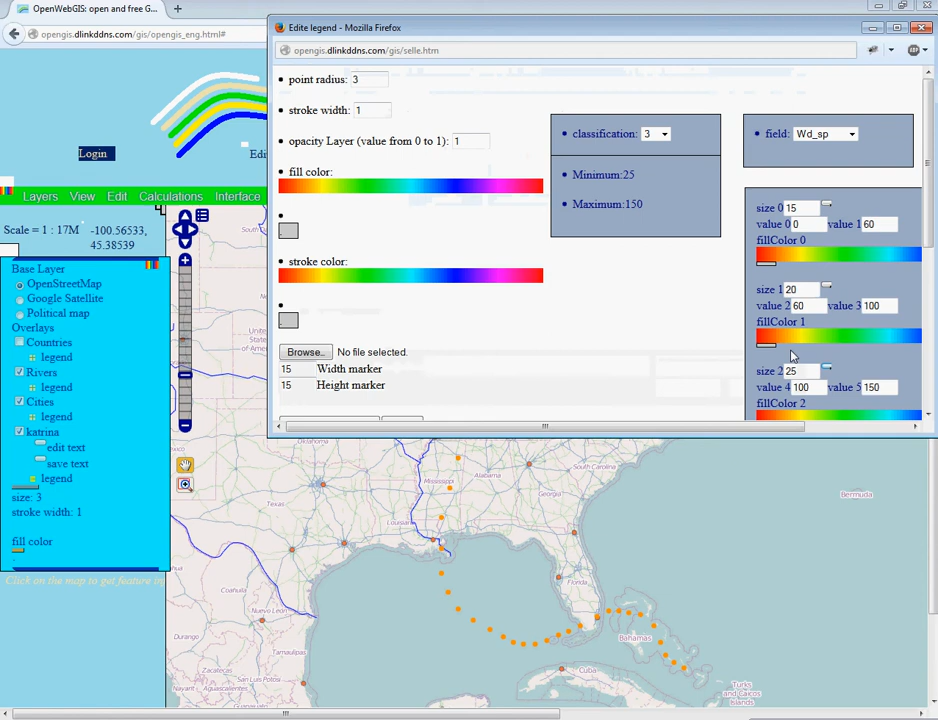 OpenWebGIS: open and free G...
+
opengis.dlinkddns.com/gis/opengis_eng.html#
Edite legend - Mozilla Firefox
opengis.dlinkddns.com/gis/selle.htm
Login
Edi
Layers View Edit Calculations Interface
Scale = 1 : 17M
-100.56533,
45.38539
Base Layer
OpenStreetMap
Google Satellite
Political map
Overlays
Countries
legend
Rivers
legend
Cities
legend
katrina
edit text
save text
legend
size: 3
stroke width: 1
fill color
Click on the map to get feature in
point radius: 3
stroke width: 1
opacity Layer (value from 0 to 1): 1
fill color:
stroke color:
Browse.. No file selected.
15 Width marker
15 Height marker
classification: 3
Minimum:25
Maximum:150
field: Wd_sp
size 0 15
value 0 0 value 1 60
fillColor 0
size 1 20
value 2 60 value 3 100
fillColor 1
size 2 25
value 4 100 value 5 150
fillColor 2
Oklahoma
Arkansas
South Carolina
Mississippi
Alabama
Georgia
Texas
Louisiana
Bermuda
Florida
Coahuila
Nuevo León
Durango
Tamaulipas
Zacatecas
San Luis Potosí
Nayarit
Guanajuato
Bahamas
Cuba
Turks
and Caicos
Islands